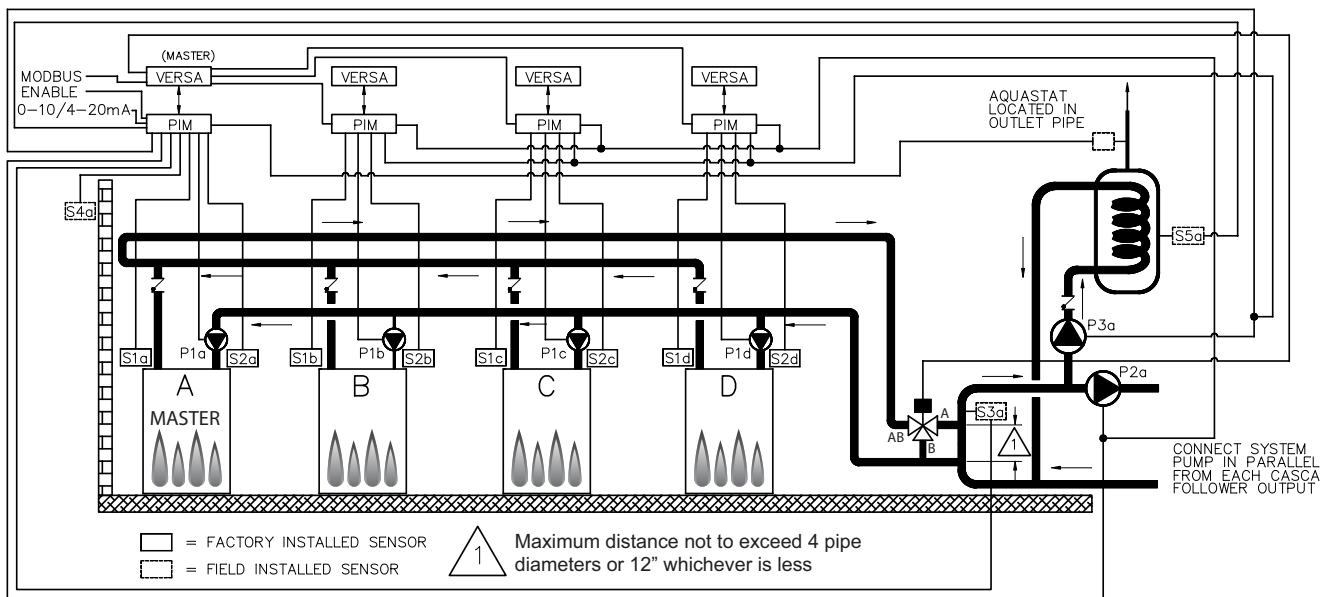 (MASTER)
VERSA
VERSA
VERSA
VERSA
MODBUS
ENABLE
0-10/4-20mA
PIM
PIM
PIM
PIM
AQUASTAT
LOCATED IN
OUTLET PIPE
S4a
S5a
P3a
S1a
P1a
S2a
S1b
P1b
S2b
S1c
P1c
S2c
S1d
P1d
S2d
A
MASTER
B
C
D
P2a
S3a
A
AB
B
1
CONNECT SYSTEM
PUMP IN PARALLEL
FROM EACH CASCA
FOLLOWER OUTPUT
= FACTORY INSTALLED SENSOR
= FIELD INSTALLED SENSOR
1
Maximum distance not to exceed 4 pipe
diameters or 12" whichever is less